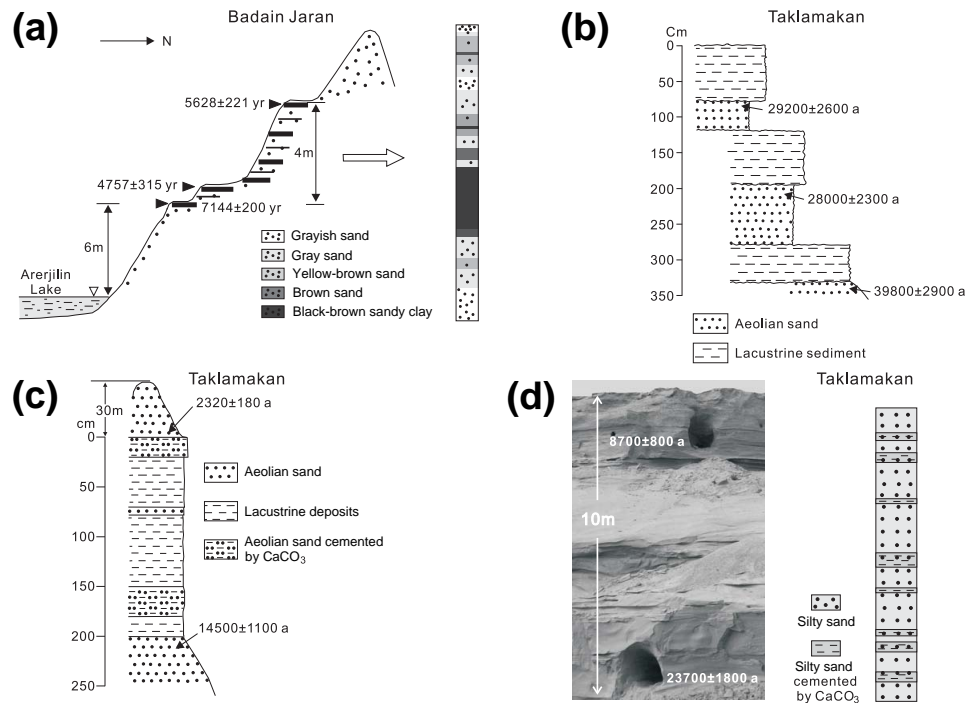 (a)
Badain Jaran
N
5628±221 yr
4m
4757±315 yr
7144±200 yr
6m
Arerjilin
Lake
Grayish sand
Gray sand
Yellow-brown sand
Brown sand
Black-brown sandy clay
(b)
Taklamakan
Cm
0
50
29200±2600 a
100
150
200
28000±2300 a
250
300
39800±2900 a
350
Aeolian sand
Lacustrine sediment
(c)
Taklamakan
30m
2320±180 a
cm
0
50
100
150
200
250
14500±1100 a
Aeolian sand
Lacustrine deposits
Aeolian sand cemented
by CaCO₃
(d)
Taklamakan
8700±800 a
10m
23700±1800 a
Silty sand
Silty sand
cemented
by CaCO₃